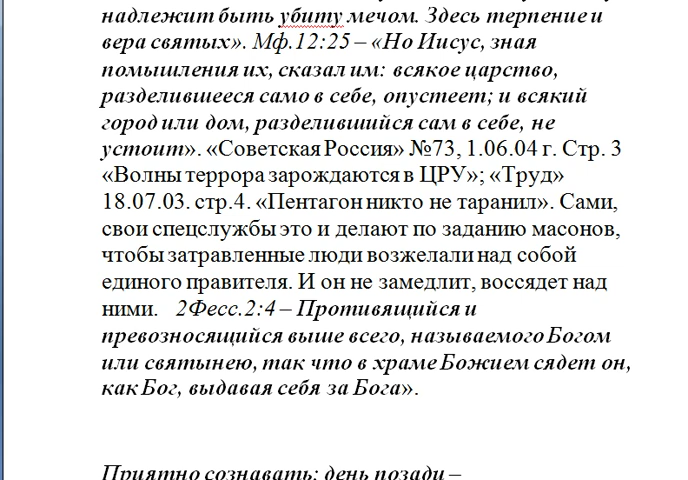 надлежит быть убиту мечом. Здесь терпение и
вера святых». Мф.12:25 – «Но Иисус, зная
помышления их, сказал им: всякое царство,
разделившееся само в себе, опустеет; и всякий
город или дом, разделившийся сам в себе, не
устоит». «Советская Россия» №73, 1.06.04 г. Стр. 3
«Волны террора зарождаются в ЦРУ»; «Труд»
18.07.03. стр.4. «Пентагон никто не таранил». Сами,
свои спецслужбы это и делают по заданию масонов,
чтобы затравленные люди возжелали над собой
единого правителя. И он не замедлит, воссядет над
ними. 2Фесс.2:4 – Противящийся и
превозносящийся выше всего, называемого Богом
или святынею, так что в храме Божием сядет он,
как Бог, выдавая себя за Бога».
Приятно сознавать: день позади –